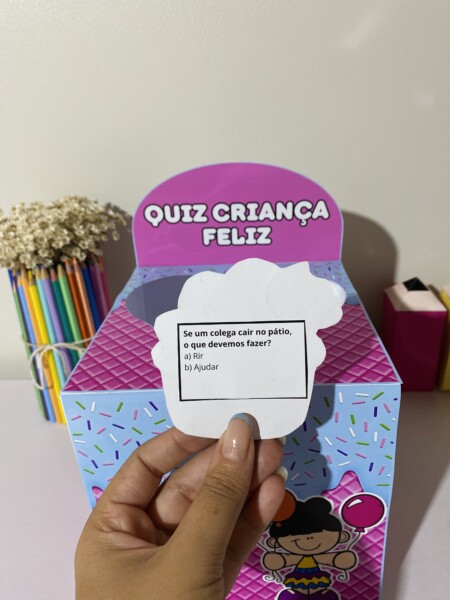 QUIZ CRIANÇA
FELIZ
Se um colega cair no pátio,
o que devemos fazer?
a) Rir
b) Ajudar